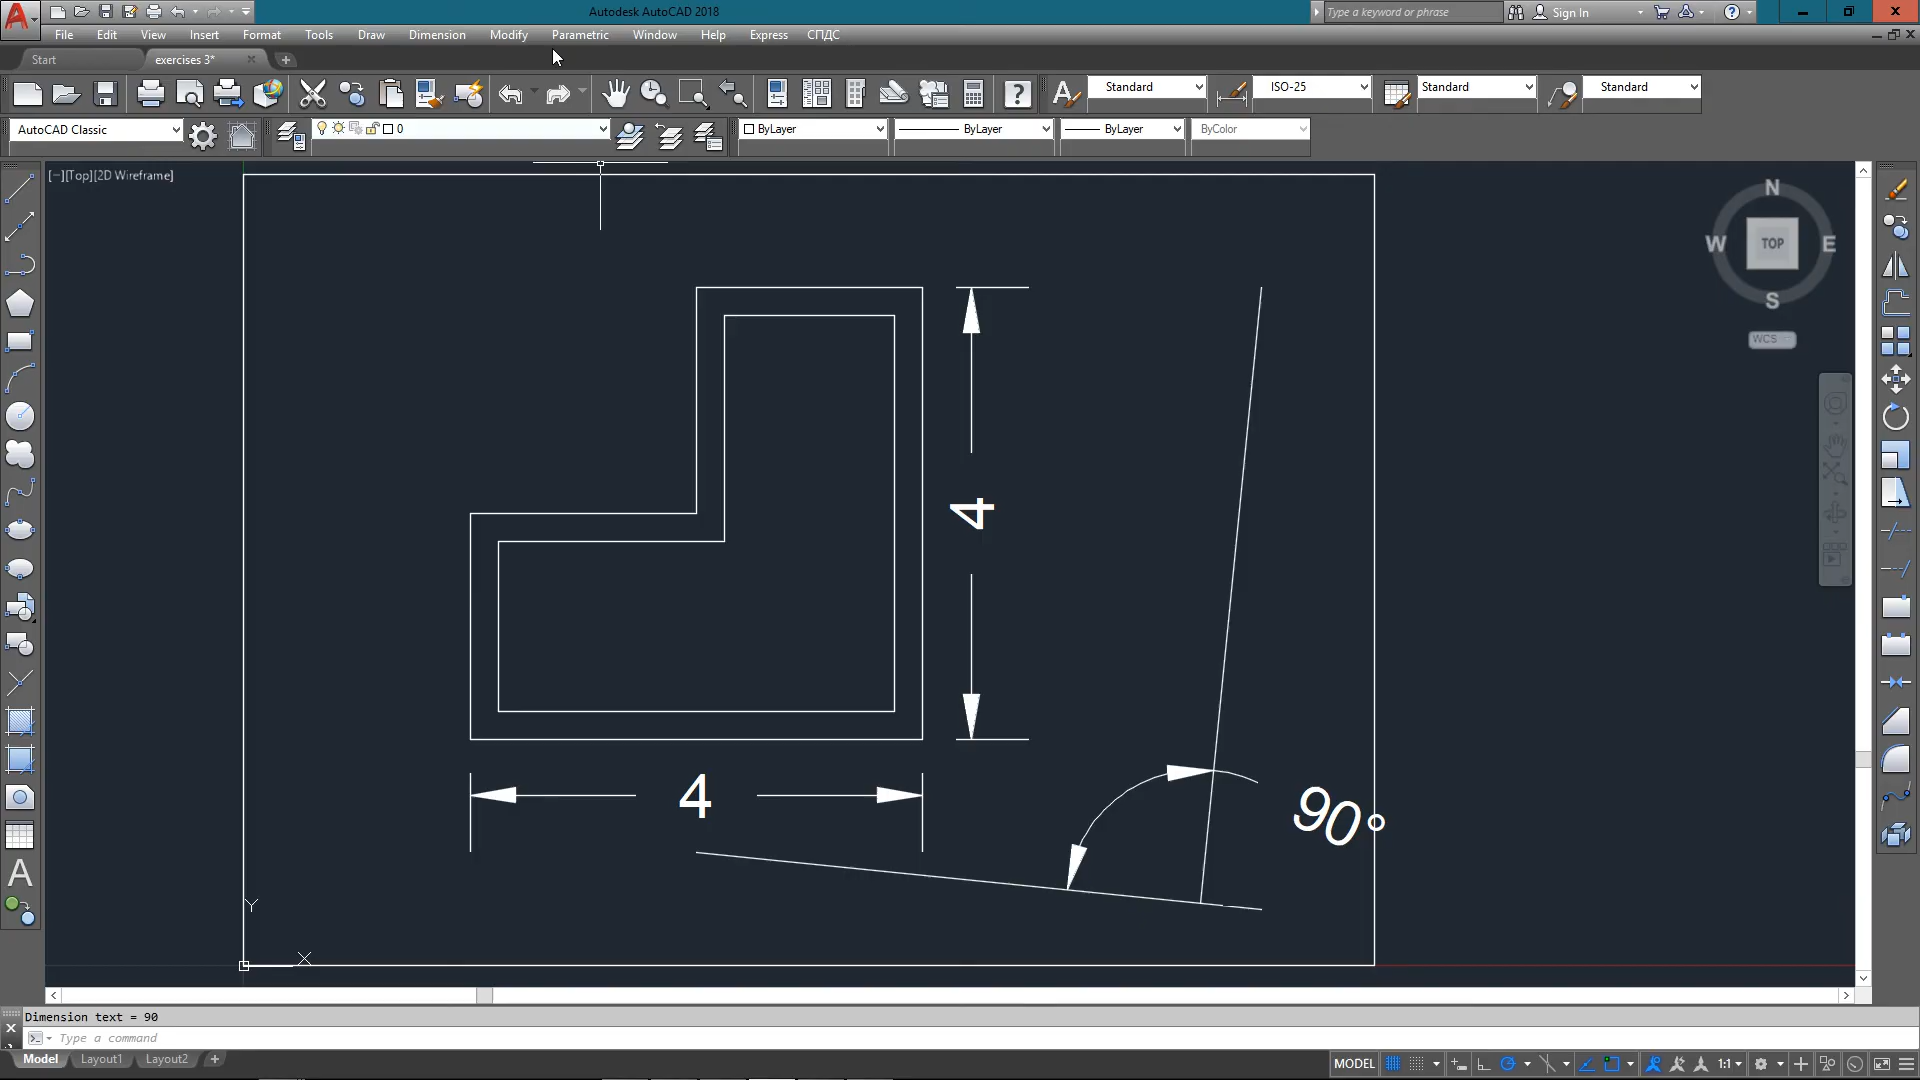 Autodesk AutoCAD 2018
Type a keyword or phrase
Sign In
File Edit View Insert Format Tools Draw Dimension Modify Parametric Window Help Express СПДС
Start
exercises 3*
Standard
ISO-25
Standard
Standard
AutoCAD Classic
0
ByLayer
ByLayer
ByLayer
ByColor
[−][Top][2D Wireframe]
N
W TOP E
S
WCS
4
4
90°
Y
X
Dimension text = 90
Type a command
Model Layout1 Layout2
MODEL
1:1